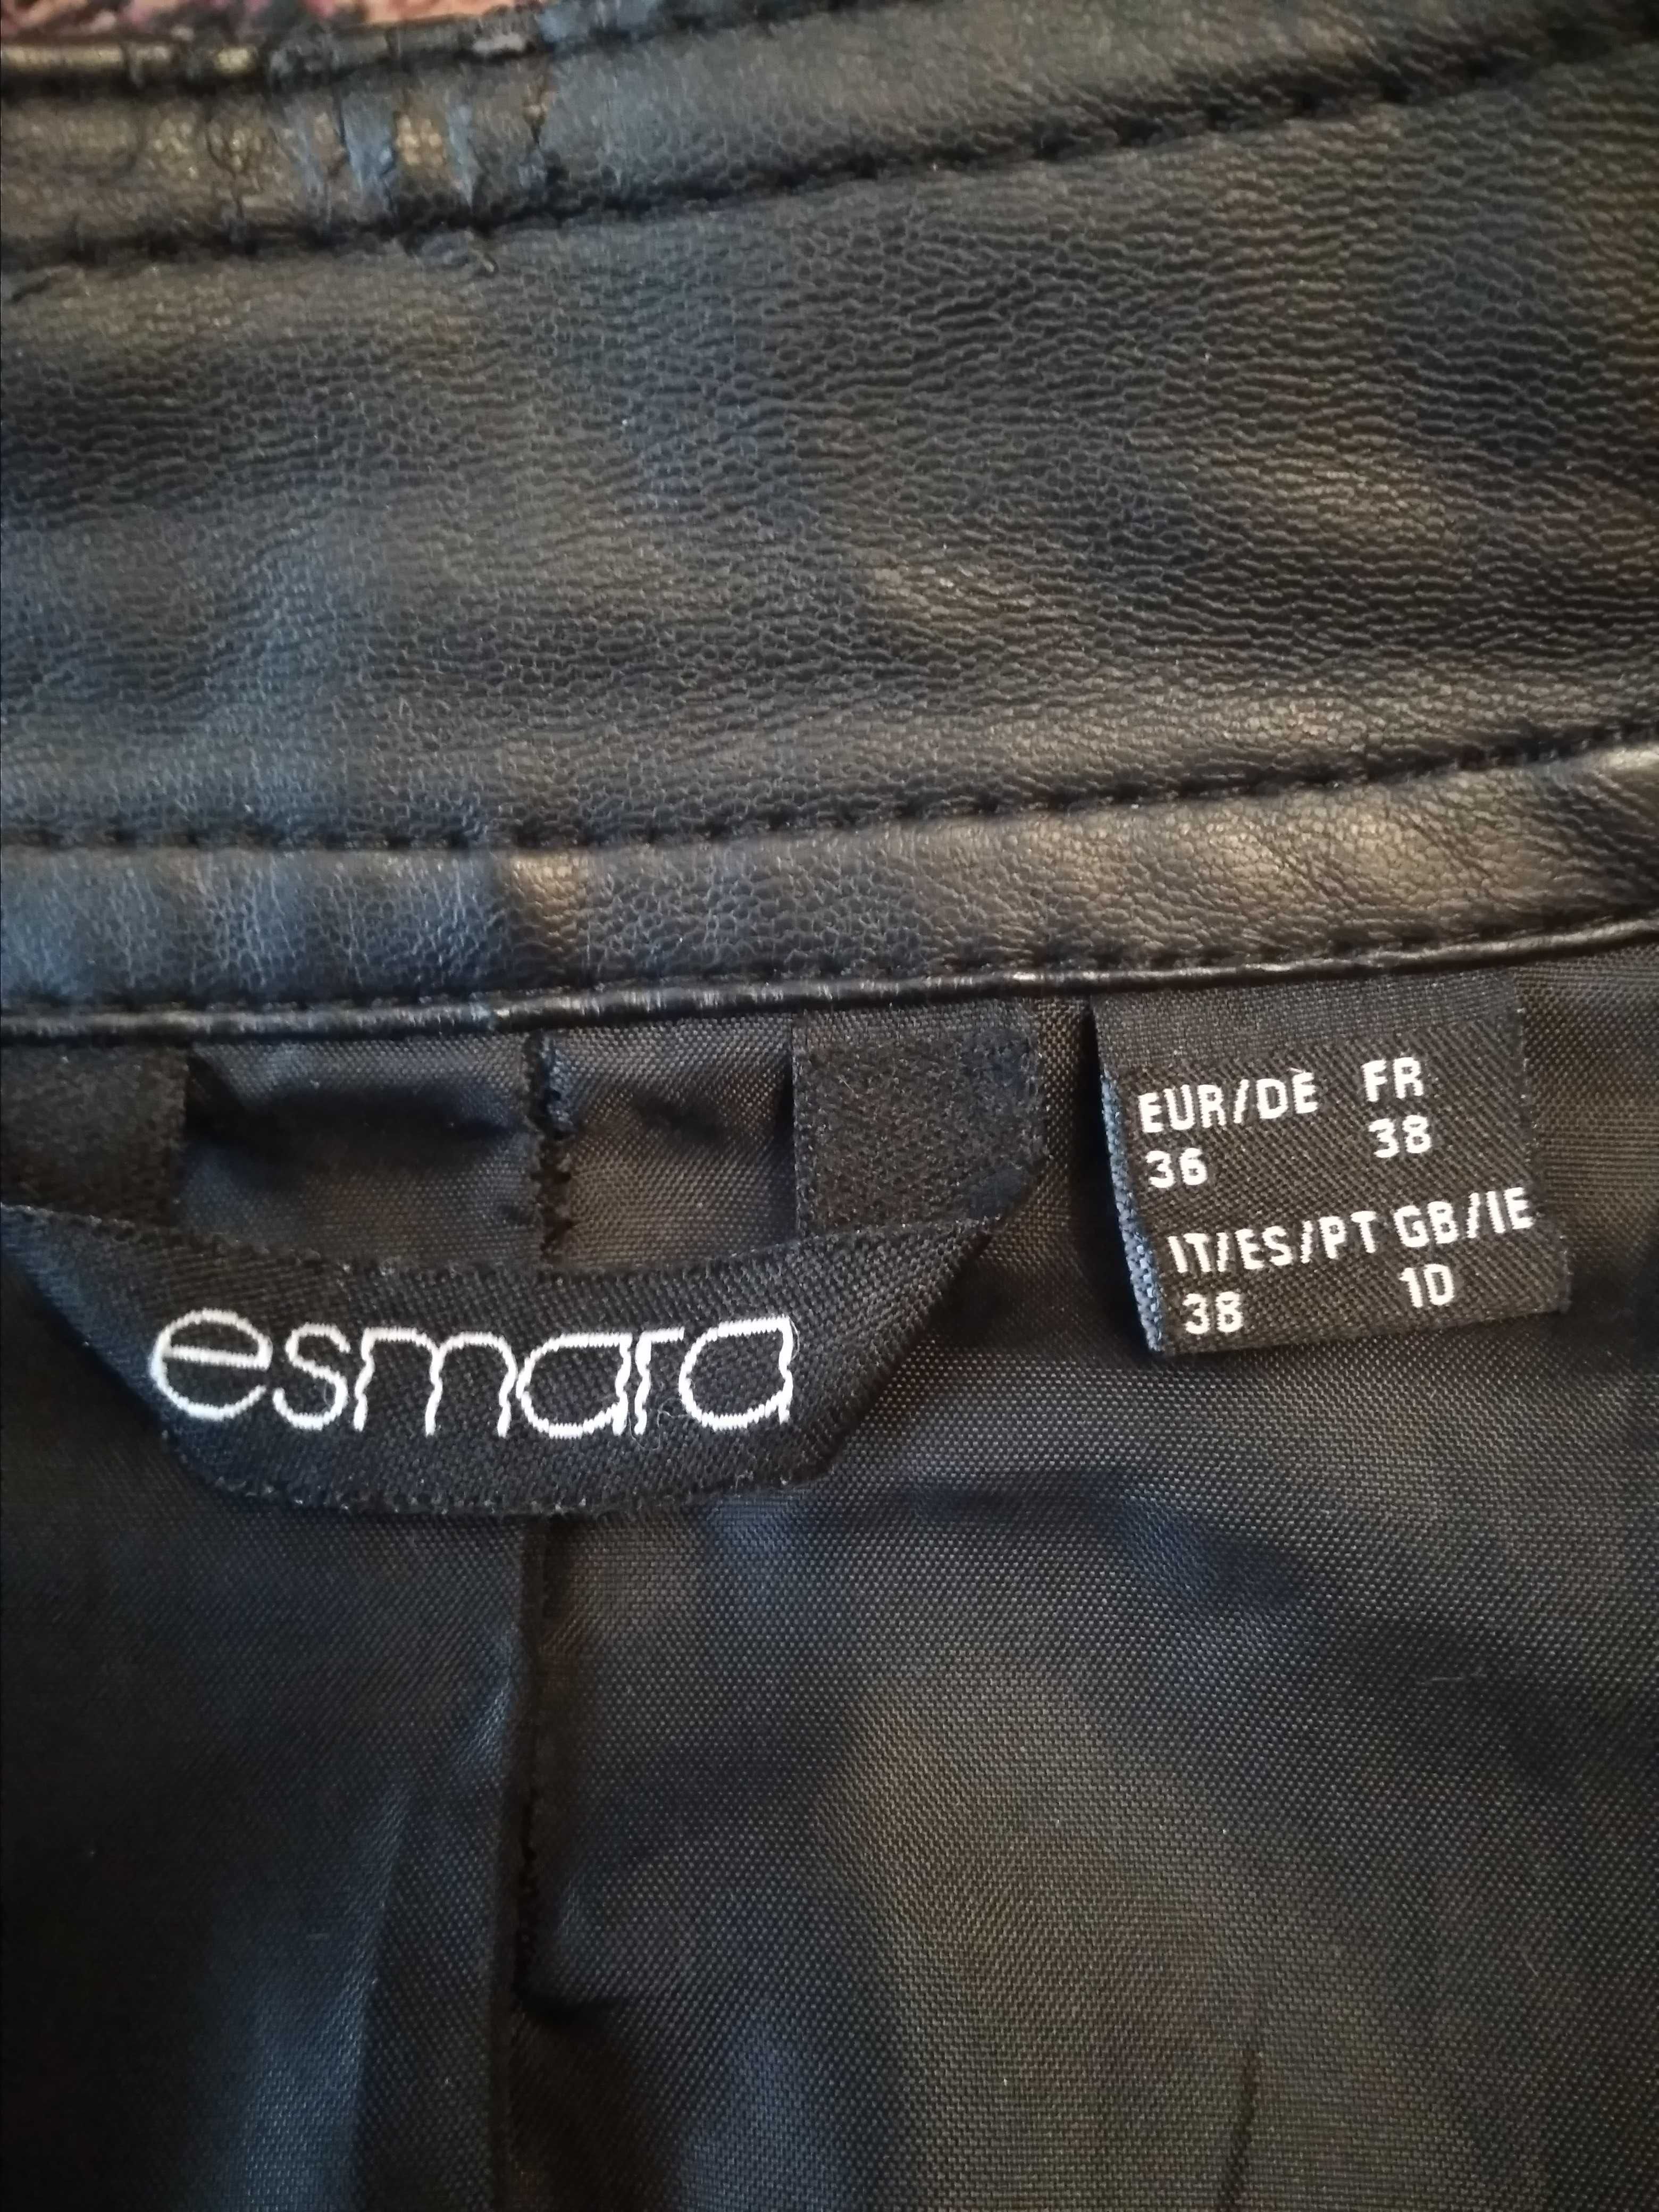 esmara
EUR/DE FR
36 38
IT/ES/PT GB/IE
38 10